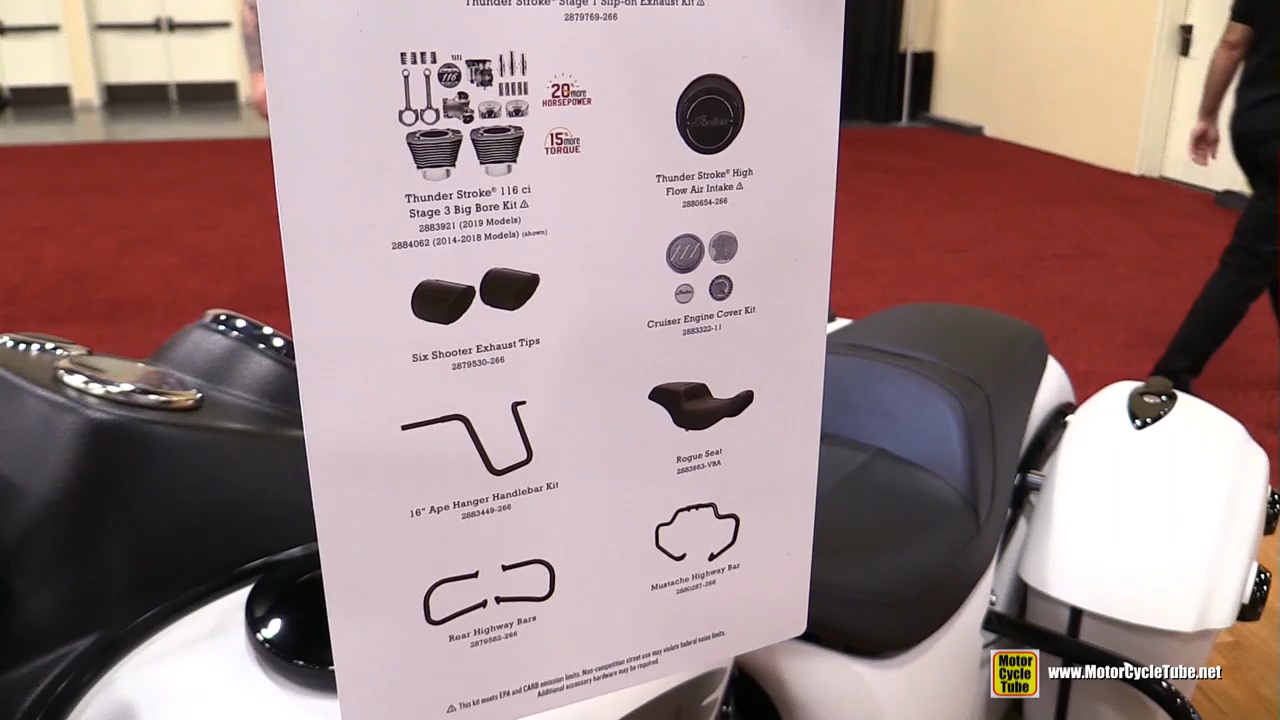 Thunder Stroke® Stage 1 Slip-on Exhaust Kit ⚠
2879769-266
116
20% more
HORSEPOWER
15% more
TORQUE
Thunder Stroke® 116 ci
Stage 3 Big Bore Kit ⚠
2883921 (2019 Models)
2884062 (2014-2018 Models) (shown)
Indian
Thunder Stroke® High
Flow Air Intake ⚠
2880654-266
Six Shooter Exhaust Tips
2879530-266
111
Indian
Cruiser Engine Cover Kit
2883322-11
16" Ape Hanger Handlebar Kit
2883449-266
Rogue Seat
2883663-VBA
Rear Highway Bars
2879582-266
Mustache Highway Bar
2880287-266
⚠ This kit meets EPA and CARB emission limits. Non-competition street use may violate federal noise limits.
Additional accessory hardware may be required.
Motor
Cycle
Tube
www.MotorCycleTube.net